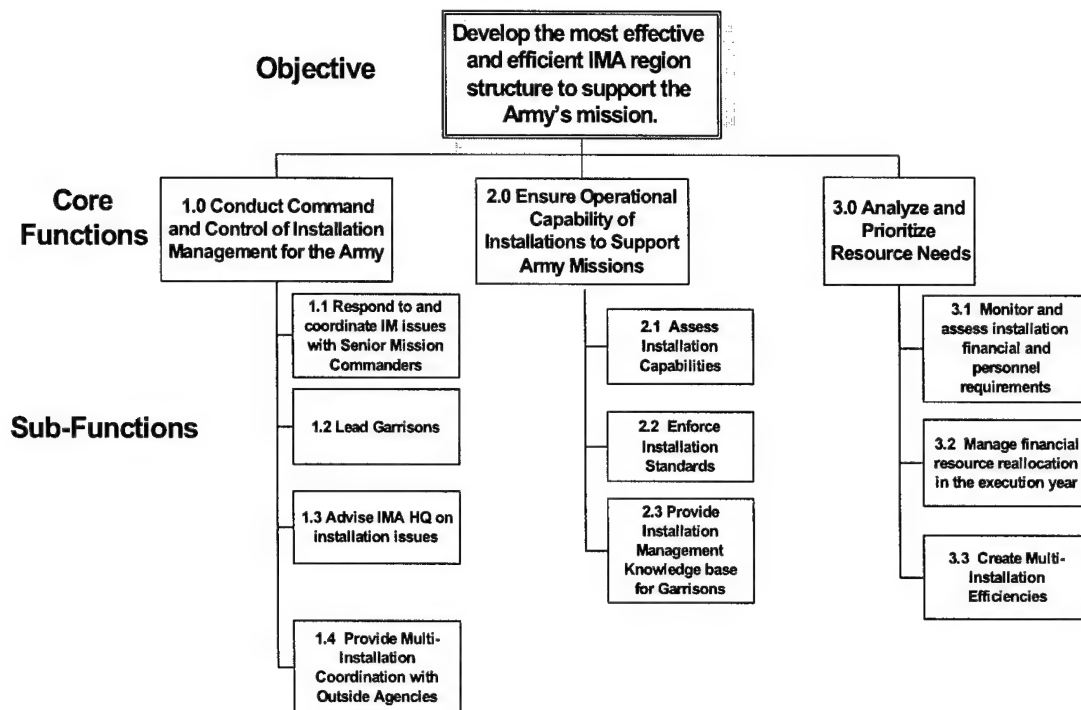 Objective
Develop the most effective
and efficient IMA region
structure to support the
Army's mission.
Core
Functions
1.0 Conduct Command
and Control of Installation
Management for the Army
2.0 Ensure Operational
Capability of
Installations to Support
Army Missions
3.0 Analyze and
Prioritize
Resource Needs
Sub-Functions
1.1 Respond to and
coordinate IM issues
with Senior Mission
Commanders
1.2 Lead Garrisons
1.3 Advise IMA HQ on
installation issues
1.4 Provide Multi-
Installation
Coordination with
Outside Agencies
2.1 Assess
Installation
Capabilities
2.2 Enforce
Installation
Standards
2.3 Provide
Installation
Management
Knowledge base
for Garrisons
3.1 Monitor and
assess installation
financial and
personnel
requirements
3.2 Manage financial
resource reallocation
in the execution year
3.3 Create Multi-
Installation
Efficiencies